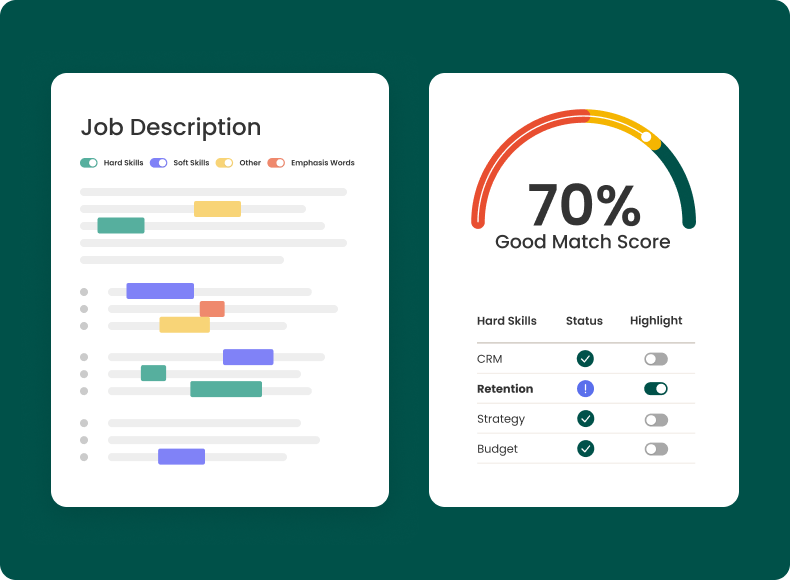 Job Description
Hard Skills Soft Skills Other Emphasis Words
70%
Good Match Score
Hard Skills Status Highlight
CRM
Retention !
Strategy
Budget